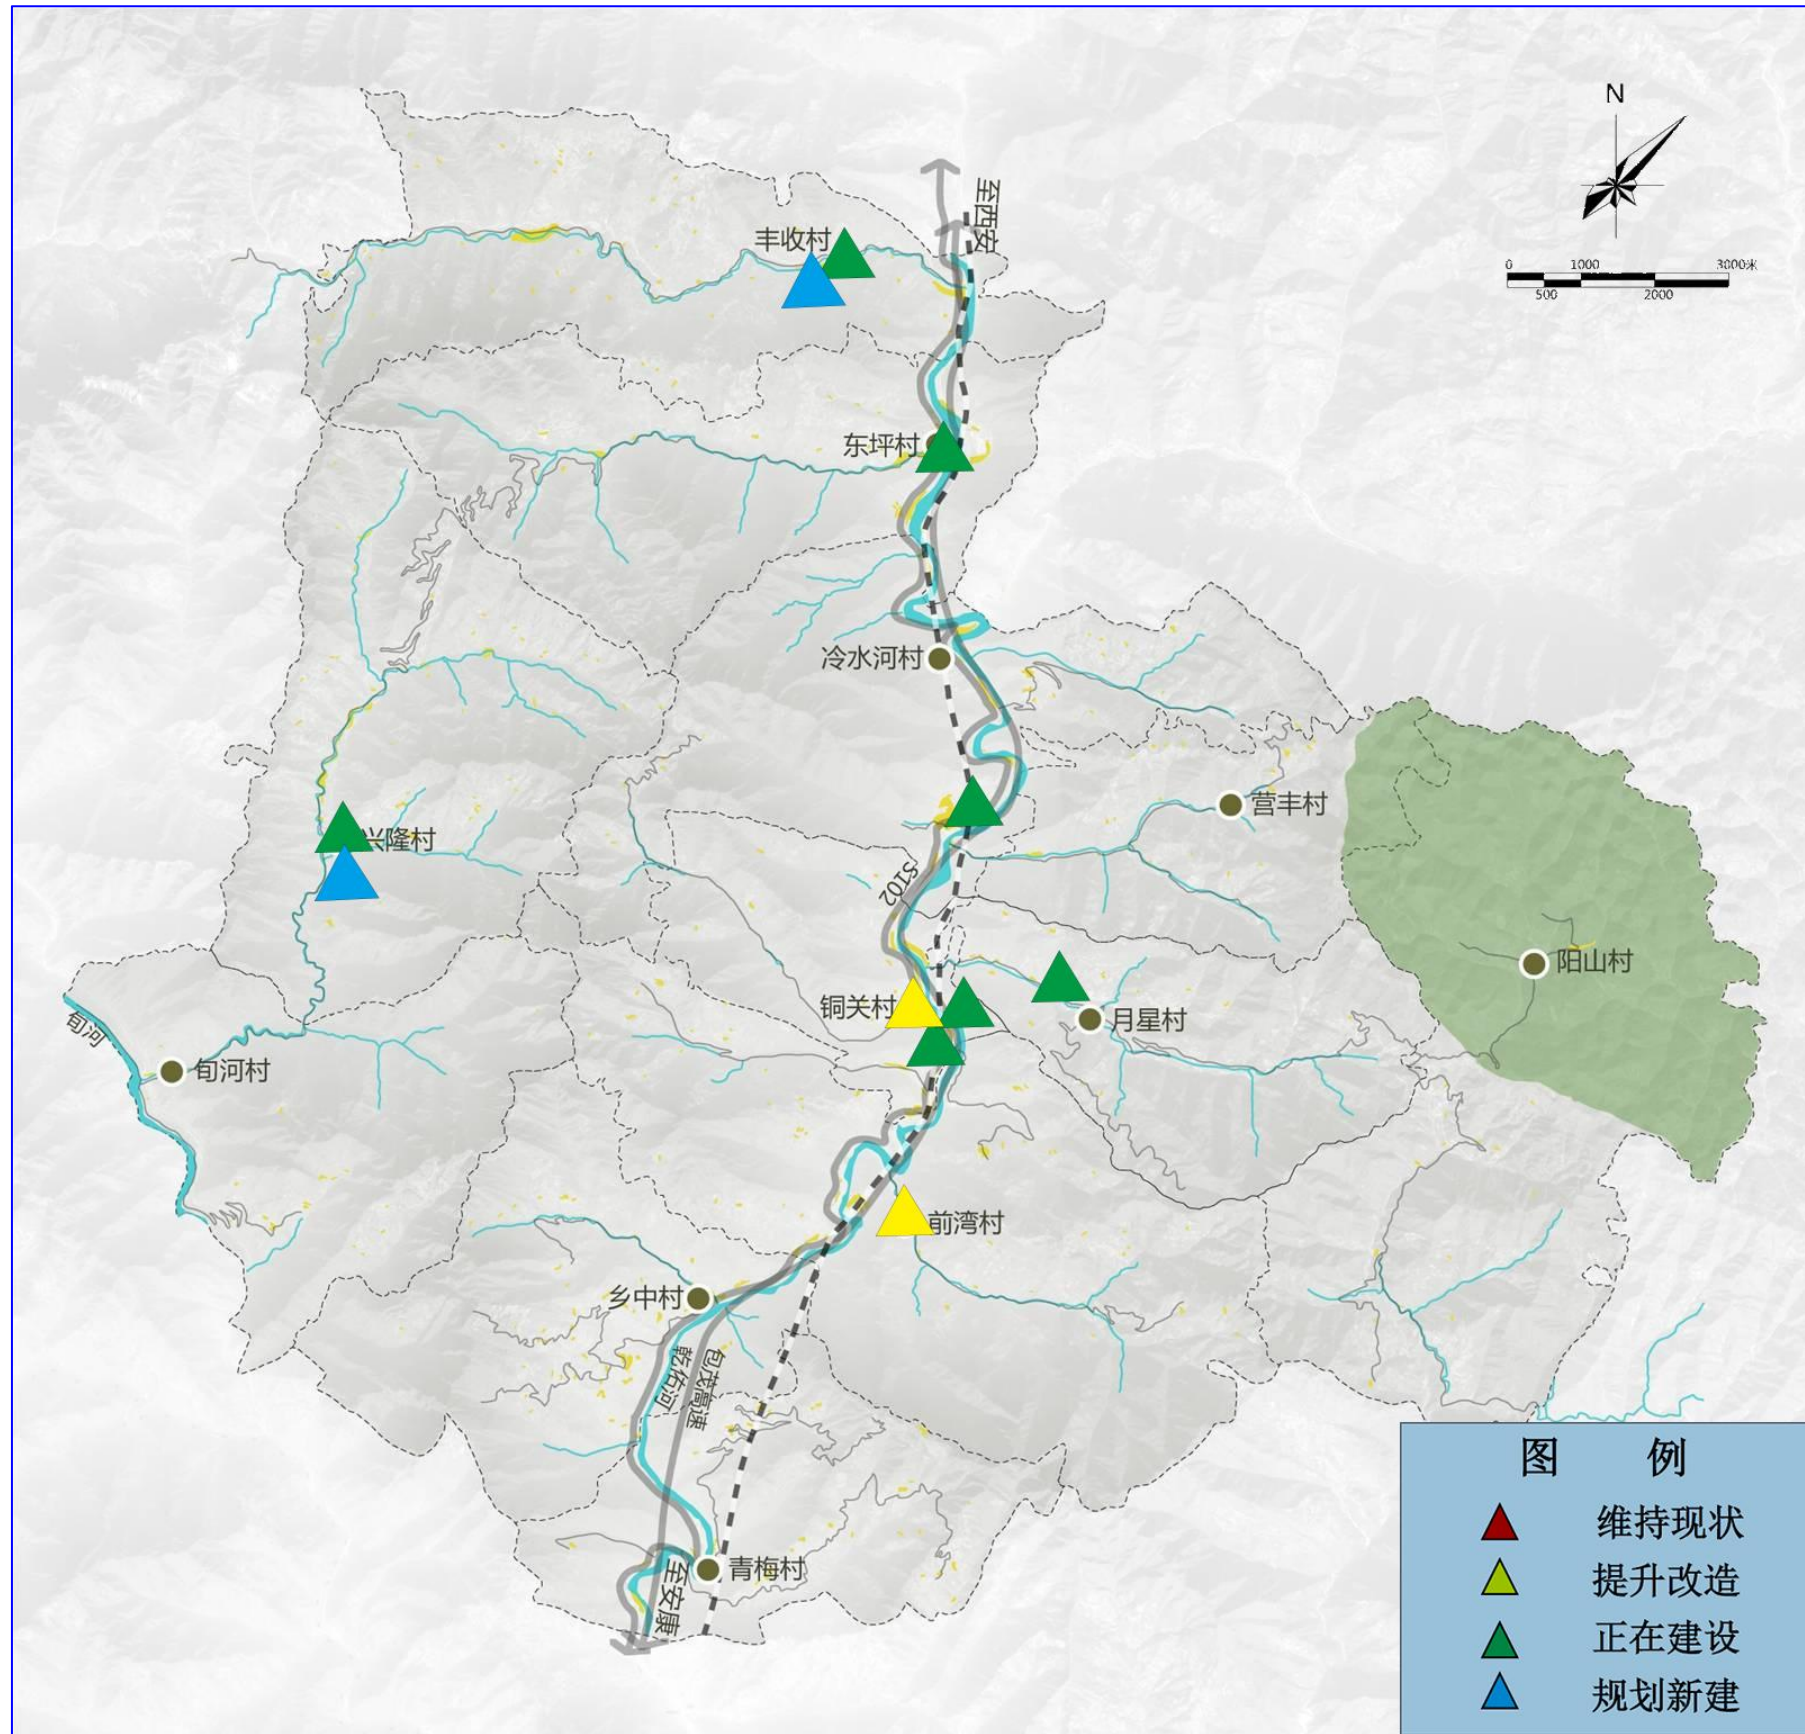 N
至西安
丰收村
0 1000 3000米
500 2000
东坪村
冷水河村
营丰村
兴隆村
S102
阳山村
铜关村
月星村
旬河
旬河村
前湾村
乡中村
包茂高速
乾佑河
青梅村
至安康
图 例
维持现状
提升改造
正在建设
规划新建